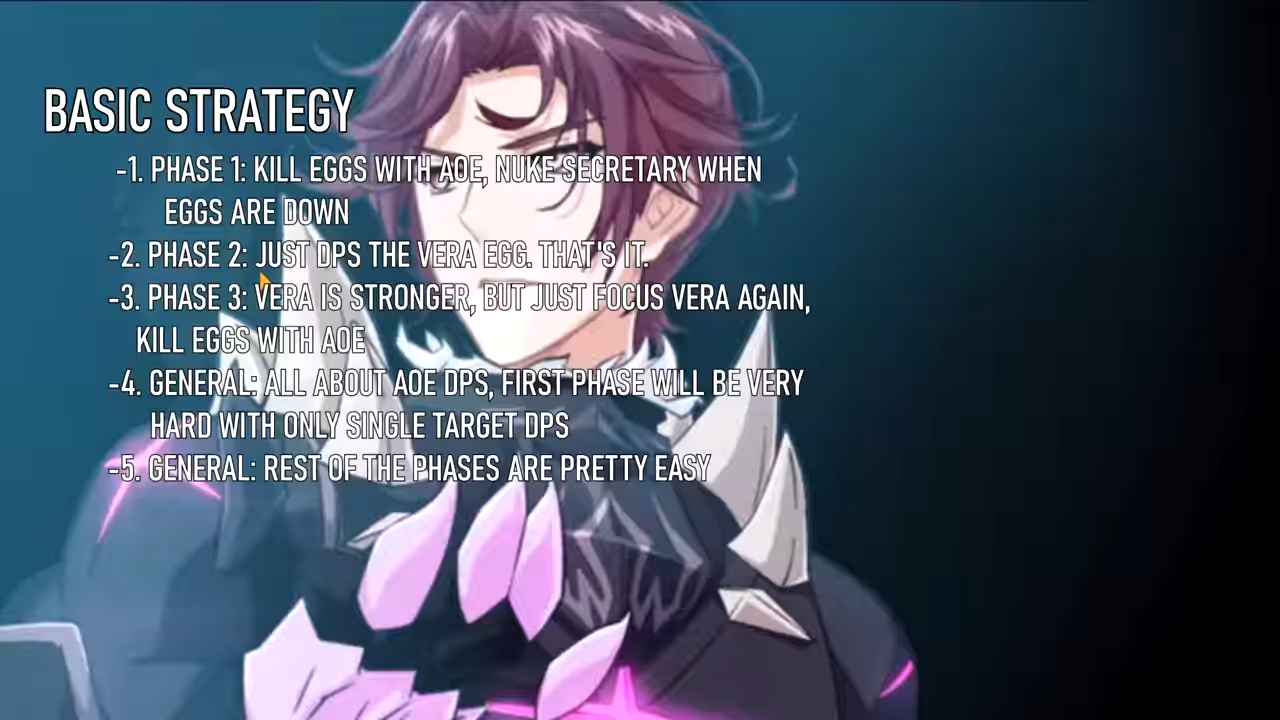 BASIC STRATEGY
-1. PHASE 1: KILL EGGS WITH AOE, NUKE SECRETARY WHEN
EGGS ARE DOWN
-2. PHASE 2: JUST DPS THE VERA EGG. THAT'S IT.
-3. PHASE 3: VERA IS STRONGER, BUT JUST FOCUS VERA AGAIN,
KILL EGGS WITH AOE
-4. GENERAL: ALL ABOUT AOE DPS, FIRST PHASE WILL BE VERY
HARD WITH ONLY SINGLE TARGET DPS
-5. GENERAL: REST OF THE PHASES ARE PRETTY EASY